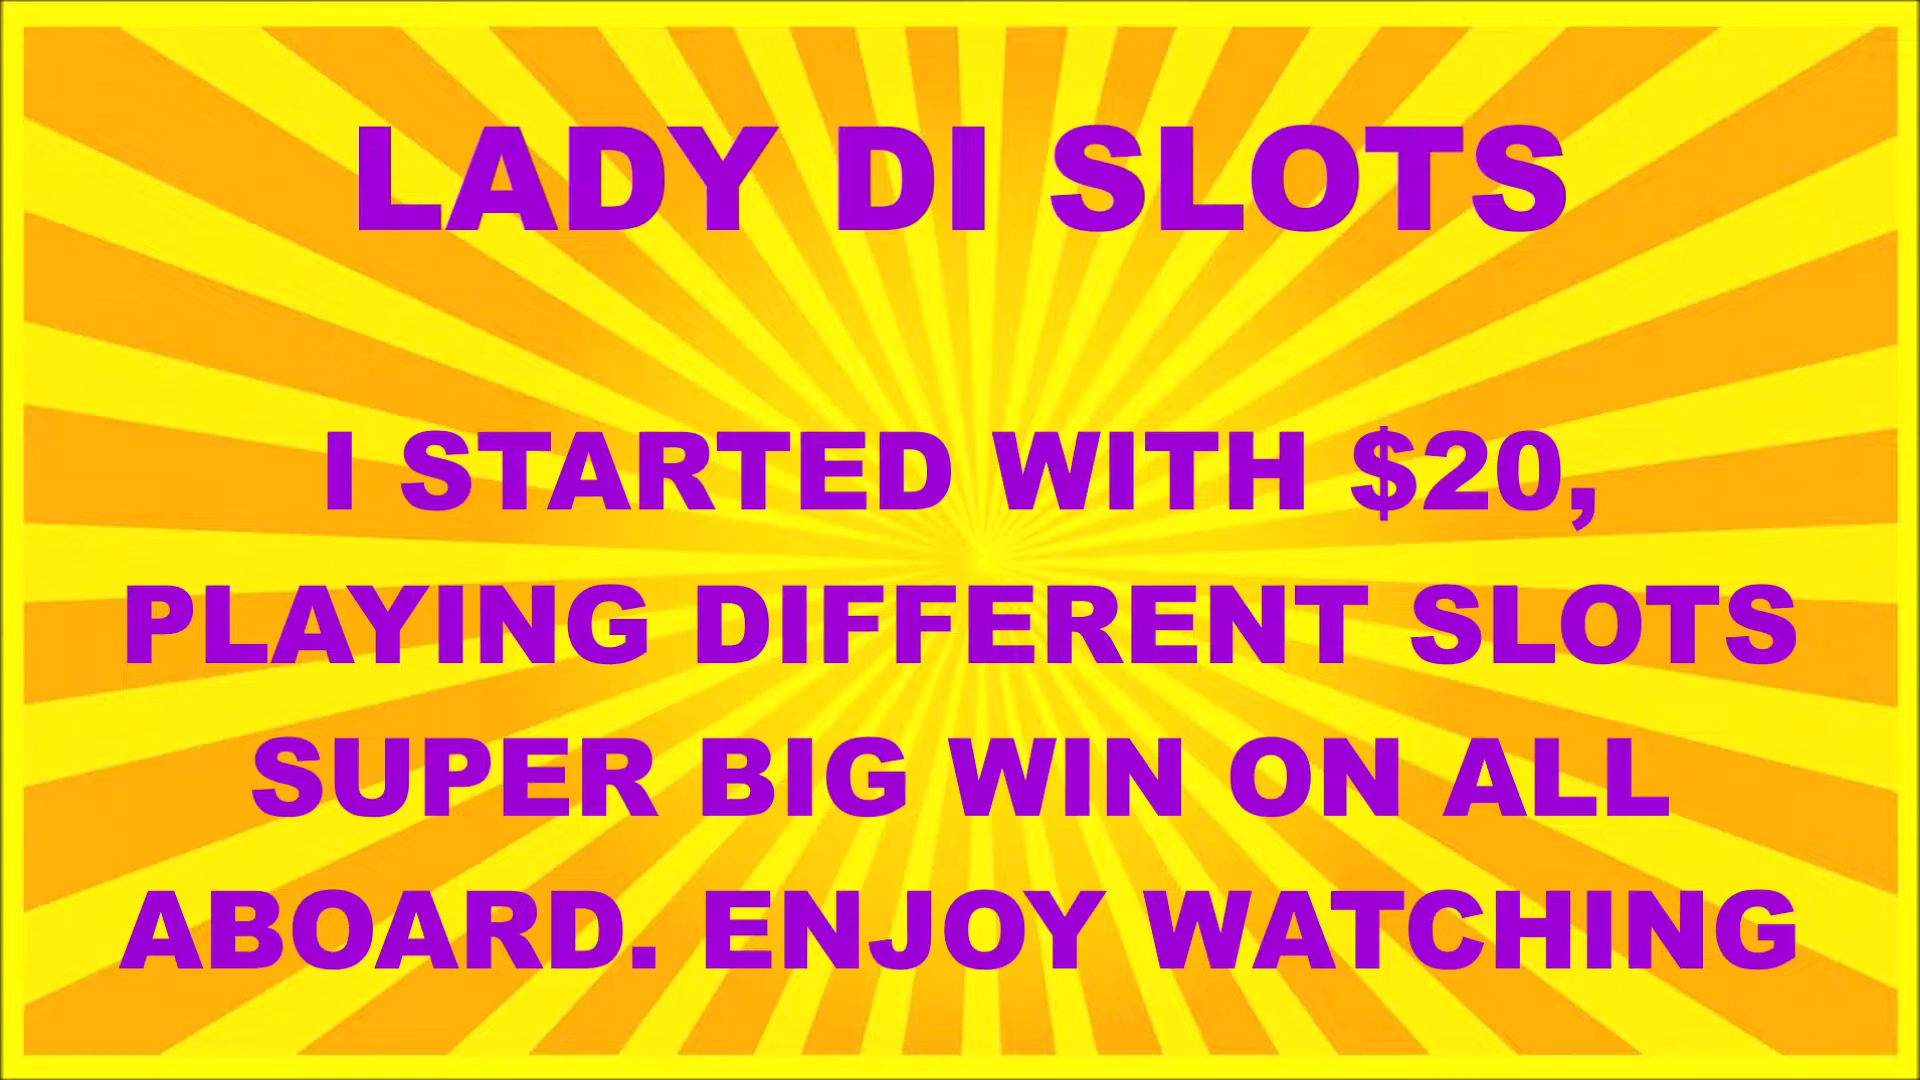 LADY DI SLOTS
I STARTED WITH $20,
PLAYING DIFFERENT SLOTS
SUPER BIG WIN ON ALL
ABOARD. ENJOY WATCHING